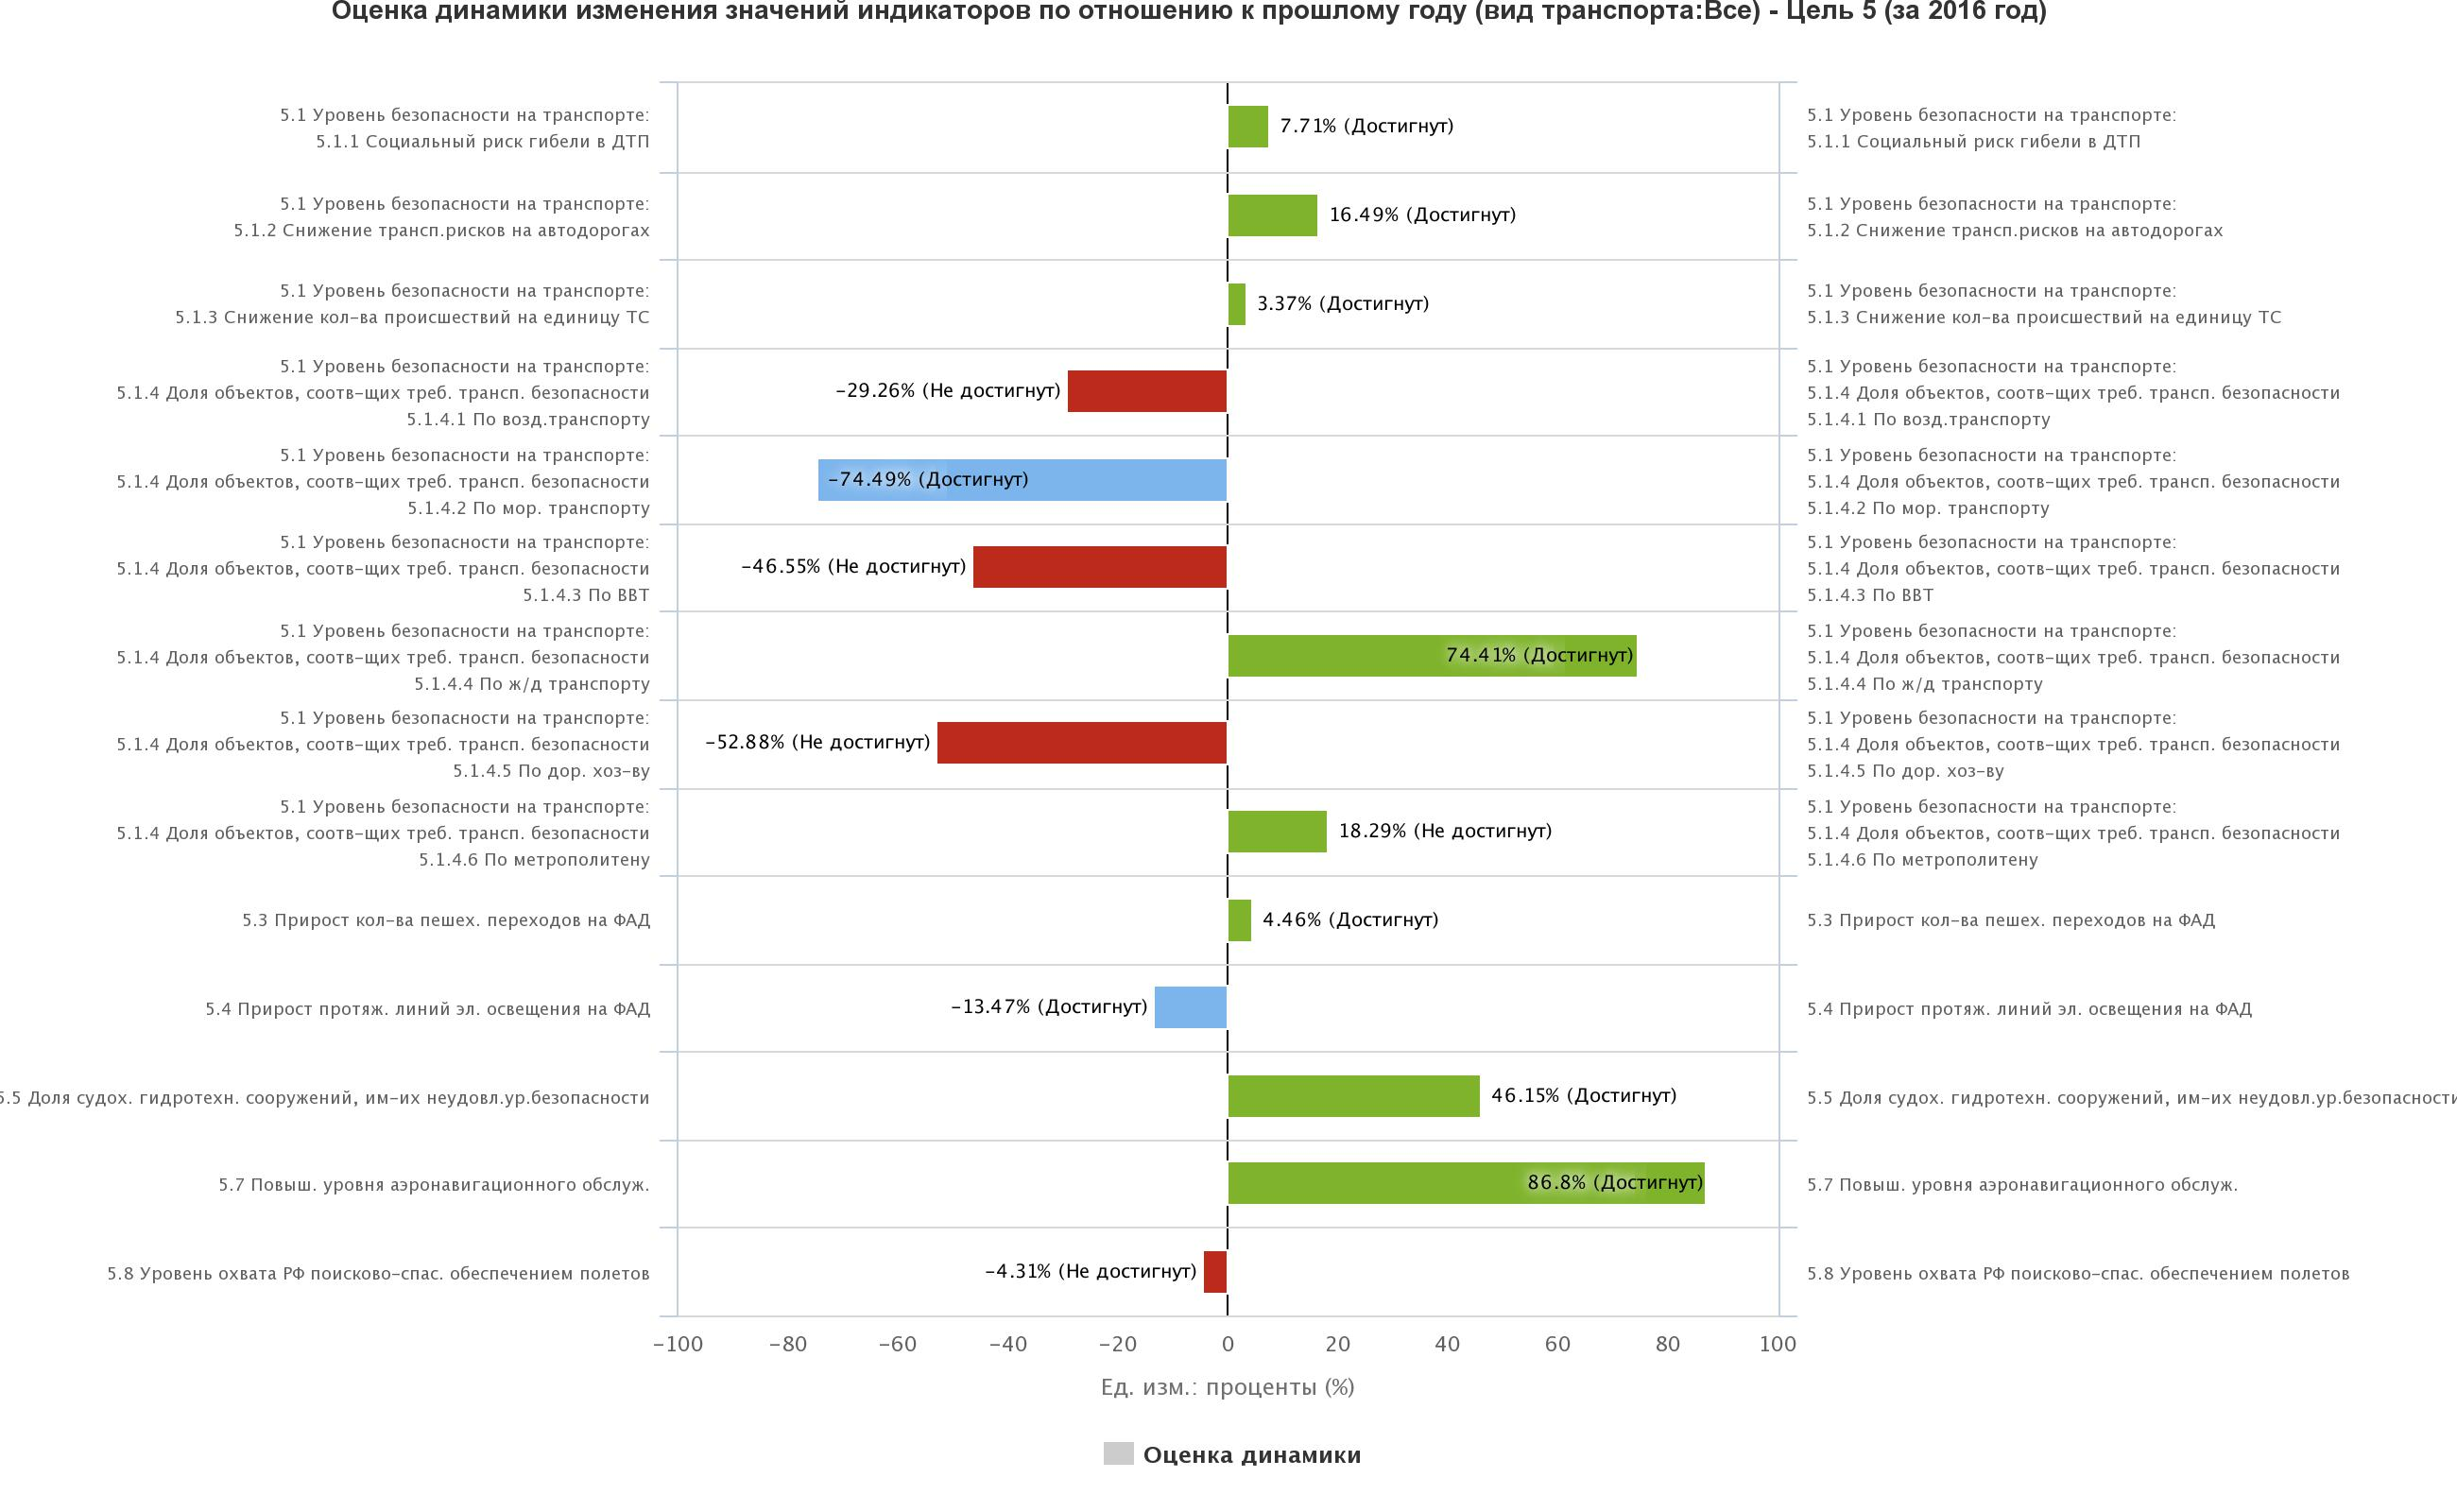 Оценка динамики изменения значений индикаторов по отношению к прошлому году (вид транспорта:Все) - Цель 5 (за 2016 год)
5.1 Уровень безопасности на транспорте:
5.1.1 Социальный риск гибели в ДТП
7.71% (Достигнут)
5.1 Уровень безопасности на транспорте:
5.1.1 Социальный риск гибели в ДТП
5.1 Уровень безопасности на транспорте:
5.1.2 Снижение трансп.рисков на автодорогах
16.49% (Достигнут)
5.1 Уровень безопасности на транспорте:
5.1.2 Снижение трансп.рисков на автодорогах
5.1 Уровень безопасности на транспорте:
5.1.3 Снижение кол-ва происшествий на единицу ТС
3.37% (Достигнут)
5.1 Уровень безопасности на транспорте:
5.1.3 Снижение кол-ва происшествий на единицу ТС
5.1 Уровень безопасности на транспорте:
5.1.4 Доля объектов, соотв-щих треб. трансп. безопасности
5.1.4.1 По возд.транспорту
-29.26% (Не достигнут)
5.1 Уровень безопасности на транспорте:
5.1.4 Доля объектов, соотв-щих треб. трансп. безопасности
5.1.4.1 По возд.транспорту
5.1 Уровень безопасности на транспорте:
5.1.4 Доля объектов, соотв-щих треб. трансп. безопасности
5.1.4.2 По мор. транспорту
-74.49% (Достигнут)
5.1 Уровень безопасности на транспорте:
5.1.4 Доля объектов, соотв-щих треб. трансп. безопасности
5.1.4.2 По мор. транспорту
5.1 Уровень безопасности на транспорте:
5.1.4 Доля объектов, соотв-щих треб. трансп. безопасности
5.1.4.3 По ВВТ
-46.55% (Не достигнут)
5.1 Уровень безопасности на транспорте:
5.1.4 Доля объектов, соотв-щих треб. трансп. безопасности
5.1.4.3 По ВВТ
5.1 Уровень безопасности на транспорте:
5.1.4 Доля объектов, соотв-щих треб. трансп. безопасности
5.1.4.4 По ж/д транспорту
74.41% (Достигнут)
5.1 Уровень безопасности на транспорте:
5.1.4 Доля объектов, соотв-щих треб. трансп. безопасности
5.1.4.4 По ж/д транспорту
5.1 Уровень безопасности на транспорте:
5.1.4 Доля объектов, соотв-щих треб. трансп. безопасности
5.1.4.5 По дор. хоз-ву
-52.88% (Не достигнут)
5.1 Уровень безопасности на транспорте:
5.1.4 Доля объектов, соотв-щих треб. трансп. безопасности
5.1.4.5 По дор. хоз-ву
5.1 Уровень безопасности на транспорте:
5.1.4 Доля объектов, соотв-щих треб. трансп. безопасности
5.1.4.6 По метрополитену
18.29% (Не достигнут)
5.1 Уровень безопасности на транспорте:
5.1.4 Доля объектов, соотв-щих треб. трансп. безопасности
5.1.4.6 По метрополитену
5.3 Прирост кол-ва пешех. переходов на ФАД
4.46% (Достигнут)
5.3 Прирост кол-ва пешех. переходов на ФАД
5.4 Прирост протяж. линий эл. освещения на ФАД
-13.47% (Достигнут)
5.4 Прирост протяж. линий эл. освещения на ФАД
5.5 Доля судох. гидротехн. сооружений, им-их неудовл.ур.безопасности
46.15% (Достигнут)
5.5 Доля судох. гидротехн. сооружений, им-их неудовл.ур.безопасности
5.7 Повыш. уровня аэронавигационного обслуж.
86.8% (Достигнут)
5.7 Повыш. уровня аэронавигационного обслуж.
5.8 Уровень охвата РФ поисково-спас. обеспечением полетов
-4.31% (Не достигнут)
5.8 Уровень охвата РФ поисково-спас. обеспечением полетов
-100 -80 -60 -40 -20 0 20 40 60 80 100
Ед. изм.: проценты (%)
Оценка динамики